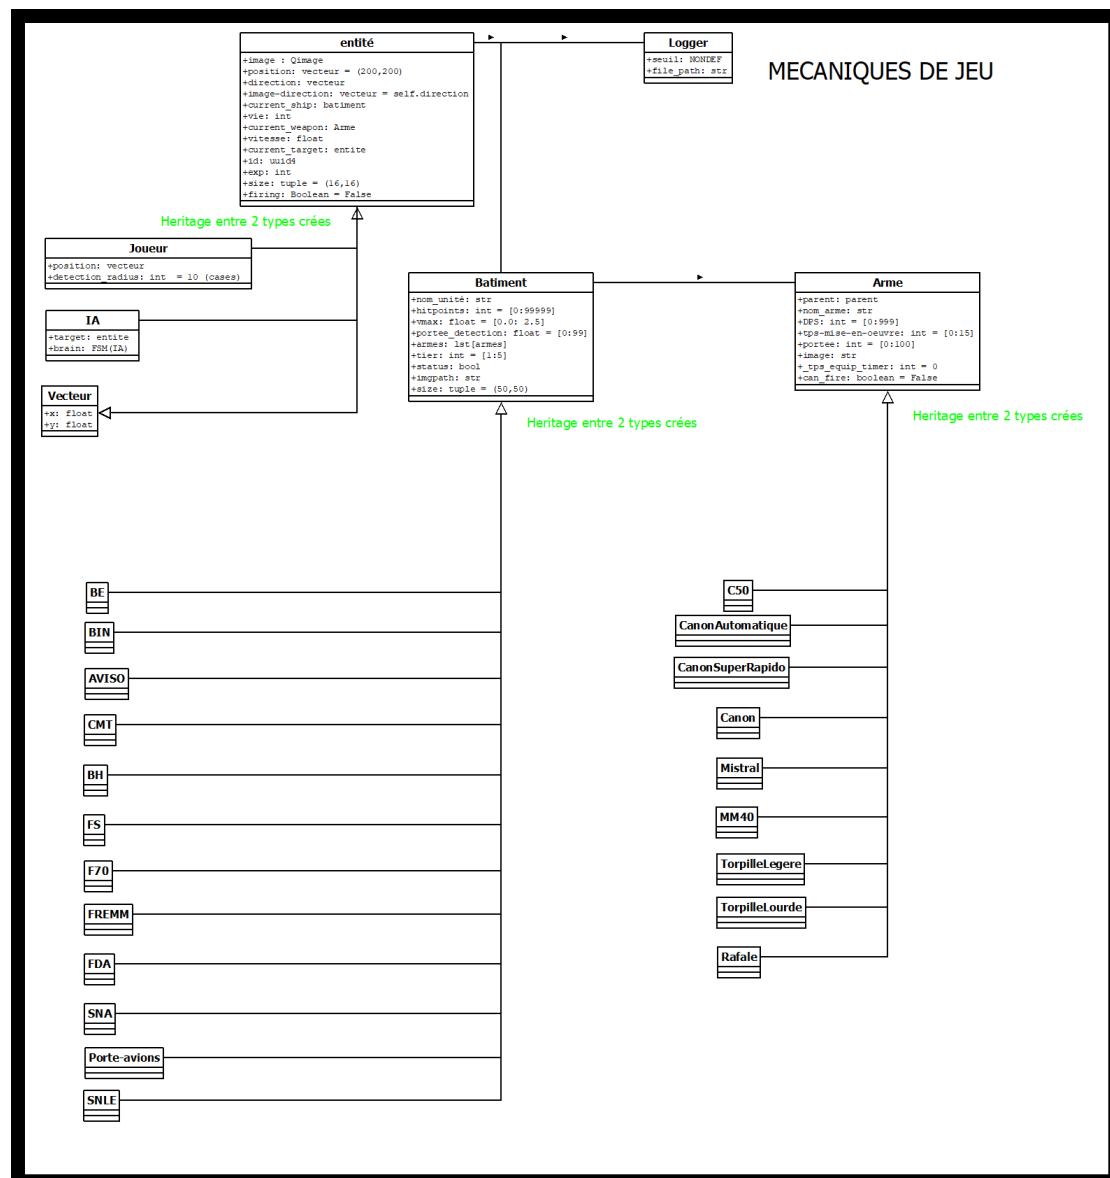 entité
+image : Qimage
+position: vecteur = (200,200)
+direction: vecteur
+image-direction: vecteur = self.direction
+current_ship: batiment
+vie: int
+current_weapon: Arme
+vitesse: float
+current_target: entite
+id: uuid4
+exp: int
+size: tuple = (16,16)
+firing: Boolean = False
Logger
+seuil: NONDEF
+file_path: str
MECANIQUES DE JEU
Heritage entre 2 types crées
Joueur
+position: vecteur
+detection_radius: int = 10 (cases)
IA
+target: entite
+brain: FSM(IA)
Vecteur
+x: float
+y: float
Batiment
+nom_unité: str
+hitpoints: int = [0:99999]
+vmax: float = [0.0: 2.5]
+portee_detection: float = [0:99]
+armes: lst[armes]
+tier: int = [1:5]
+status: bool
+imgpath: str
+size: tuple = (50,50)
Arme
+parent: parent
+nom_arme: str
+DPS: int = [0:999]
+tps-mise-en-oeuvre: int = [0:15]
+portee: int = [0:100]
+image: str
+_tps_equip_timer: int = 0
+can_fire: boolean = False
Heritage entre 2 types crées
Heritage entre 2 types crées
BE
BIN
AVISO
CMT
BH
FS
F70
FREMM
FDA
SNA
Porte-avions
SNLE
C50
CanonAutomatique
CanonSuperRapido
Canon
Mistral
MM40
TorpilleLegere
TorpilleLourde
Rafale